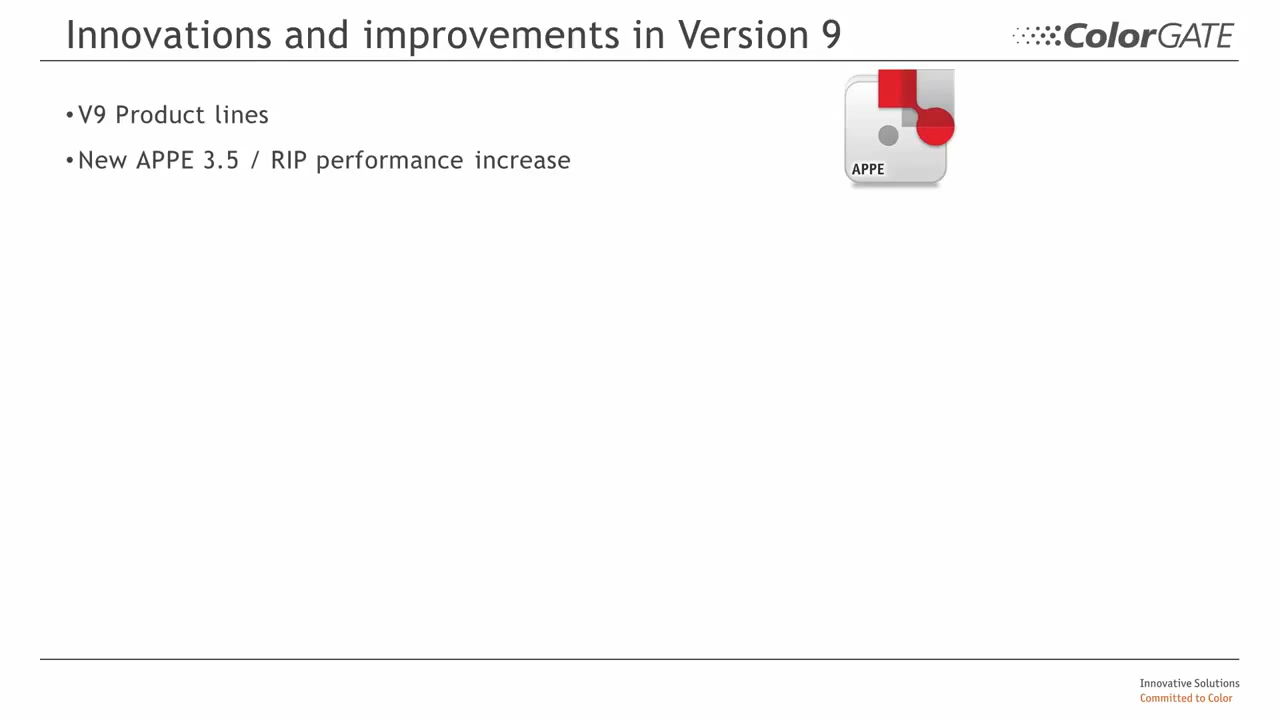 Innovations and improvements in Version 9
ColorGATE
• V9 Product lines
• New APPE 3.5 / RIP performance increase
APPE
Innovative Solutions
Committed to Color